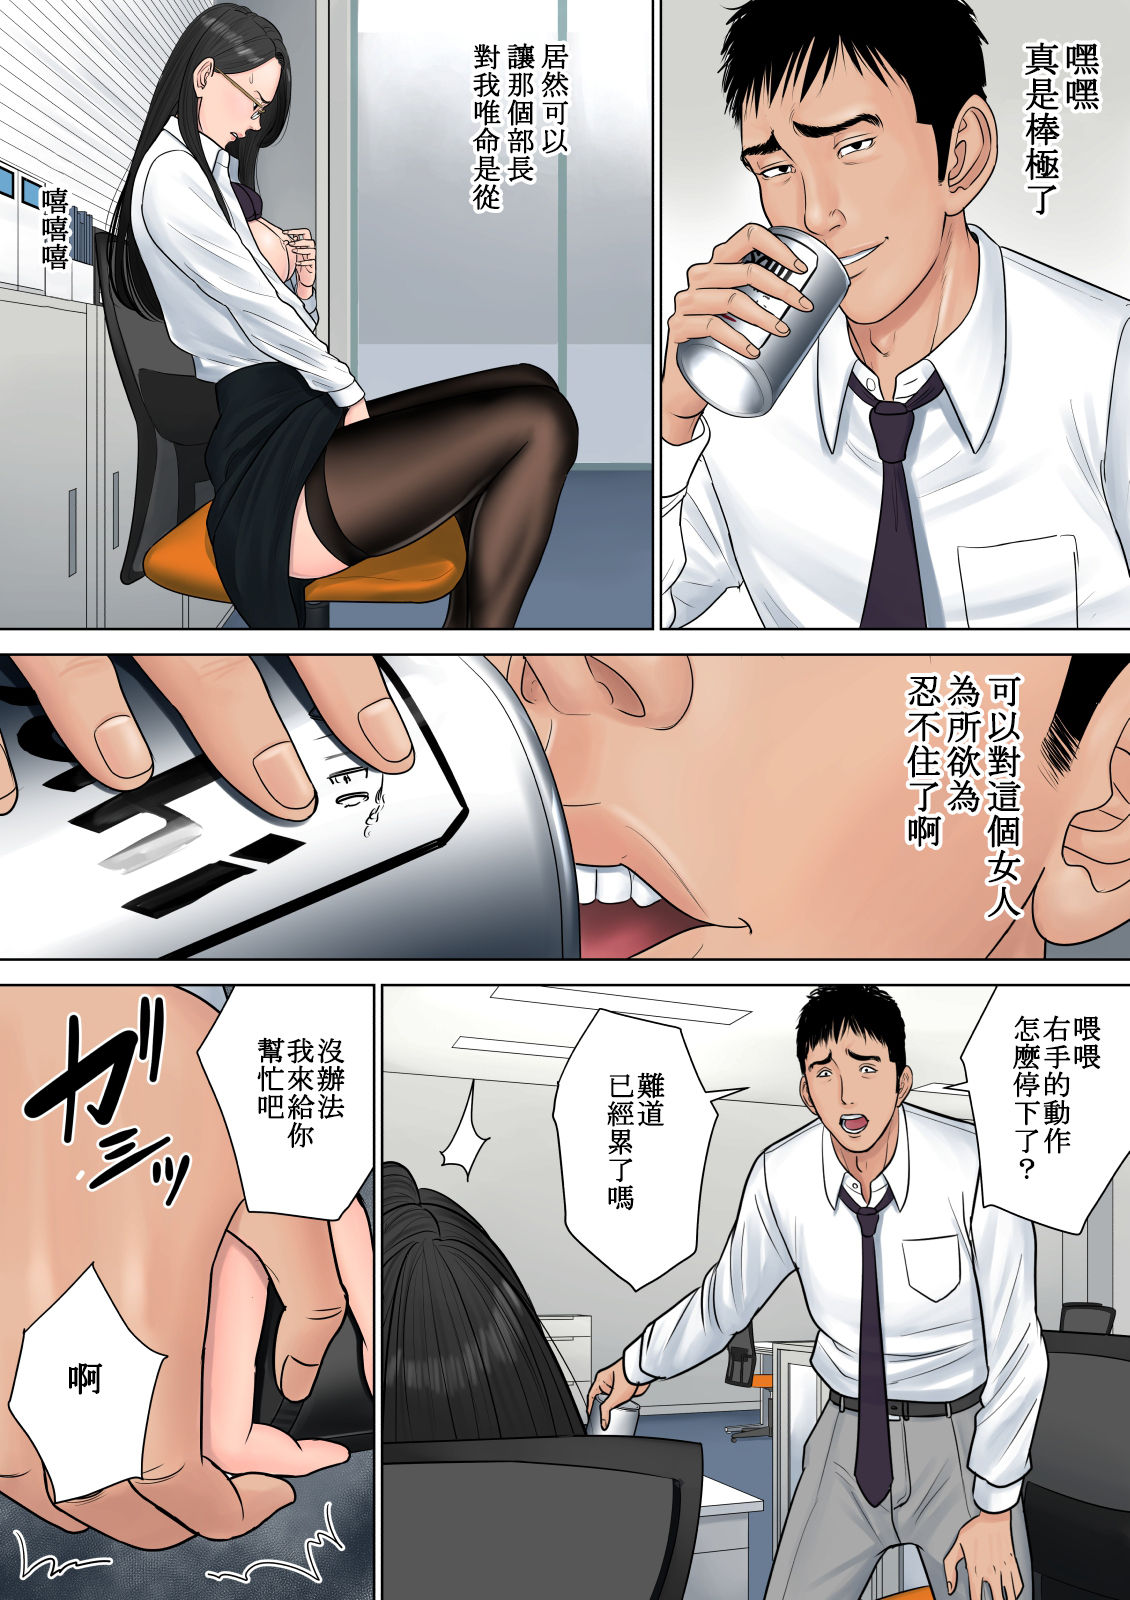 嘿嘿
真是棒極了
居然可以
讓那個部長
對我唯命是從
嘻嘻嘻
可以對這個女人
為所欲為
忍不住了啊
喂喂
右手的動作
怎麼停下了？
難道
已經累了嗎
沒辦法
我來給你
幫忙吧
ガシッ
啊